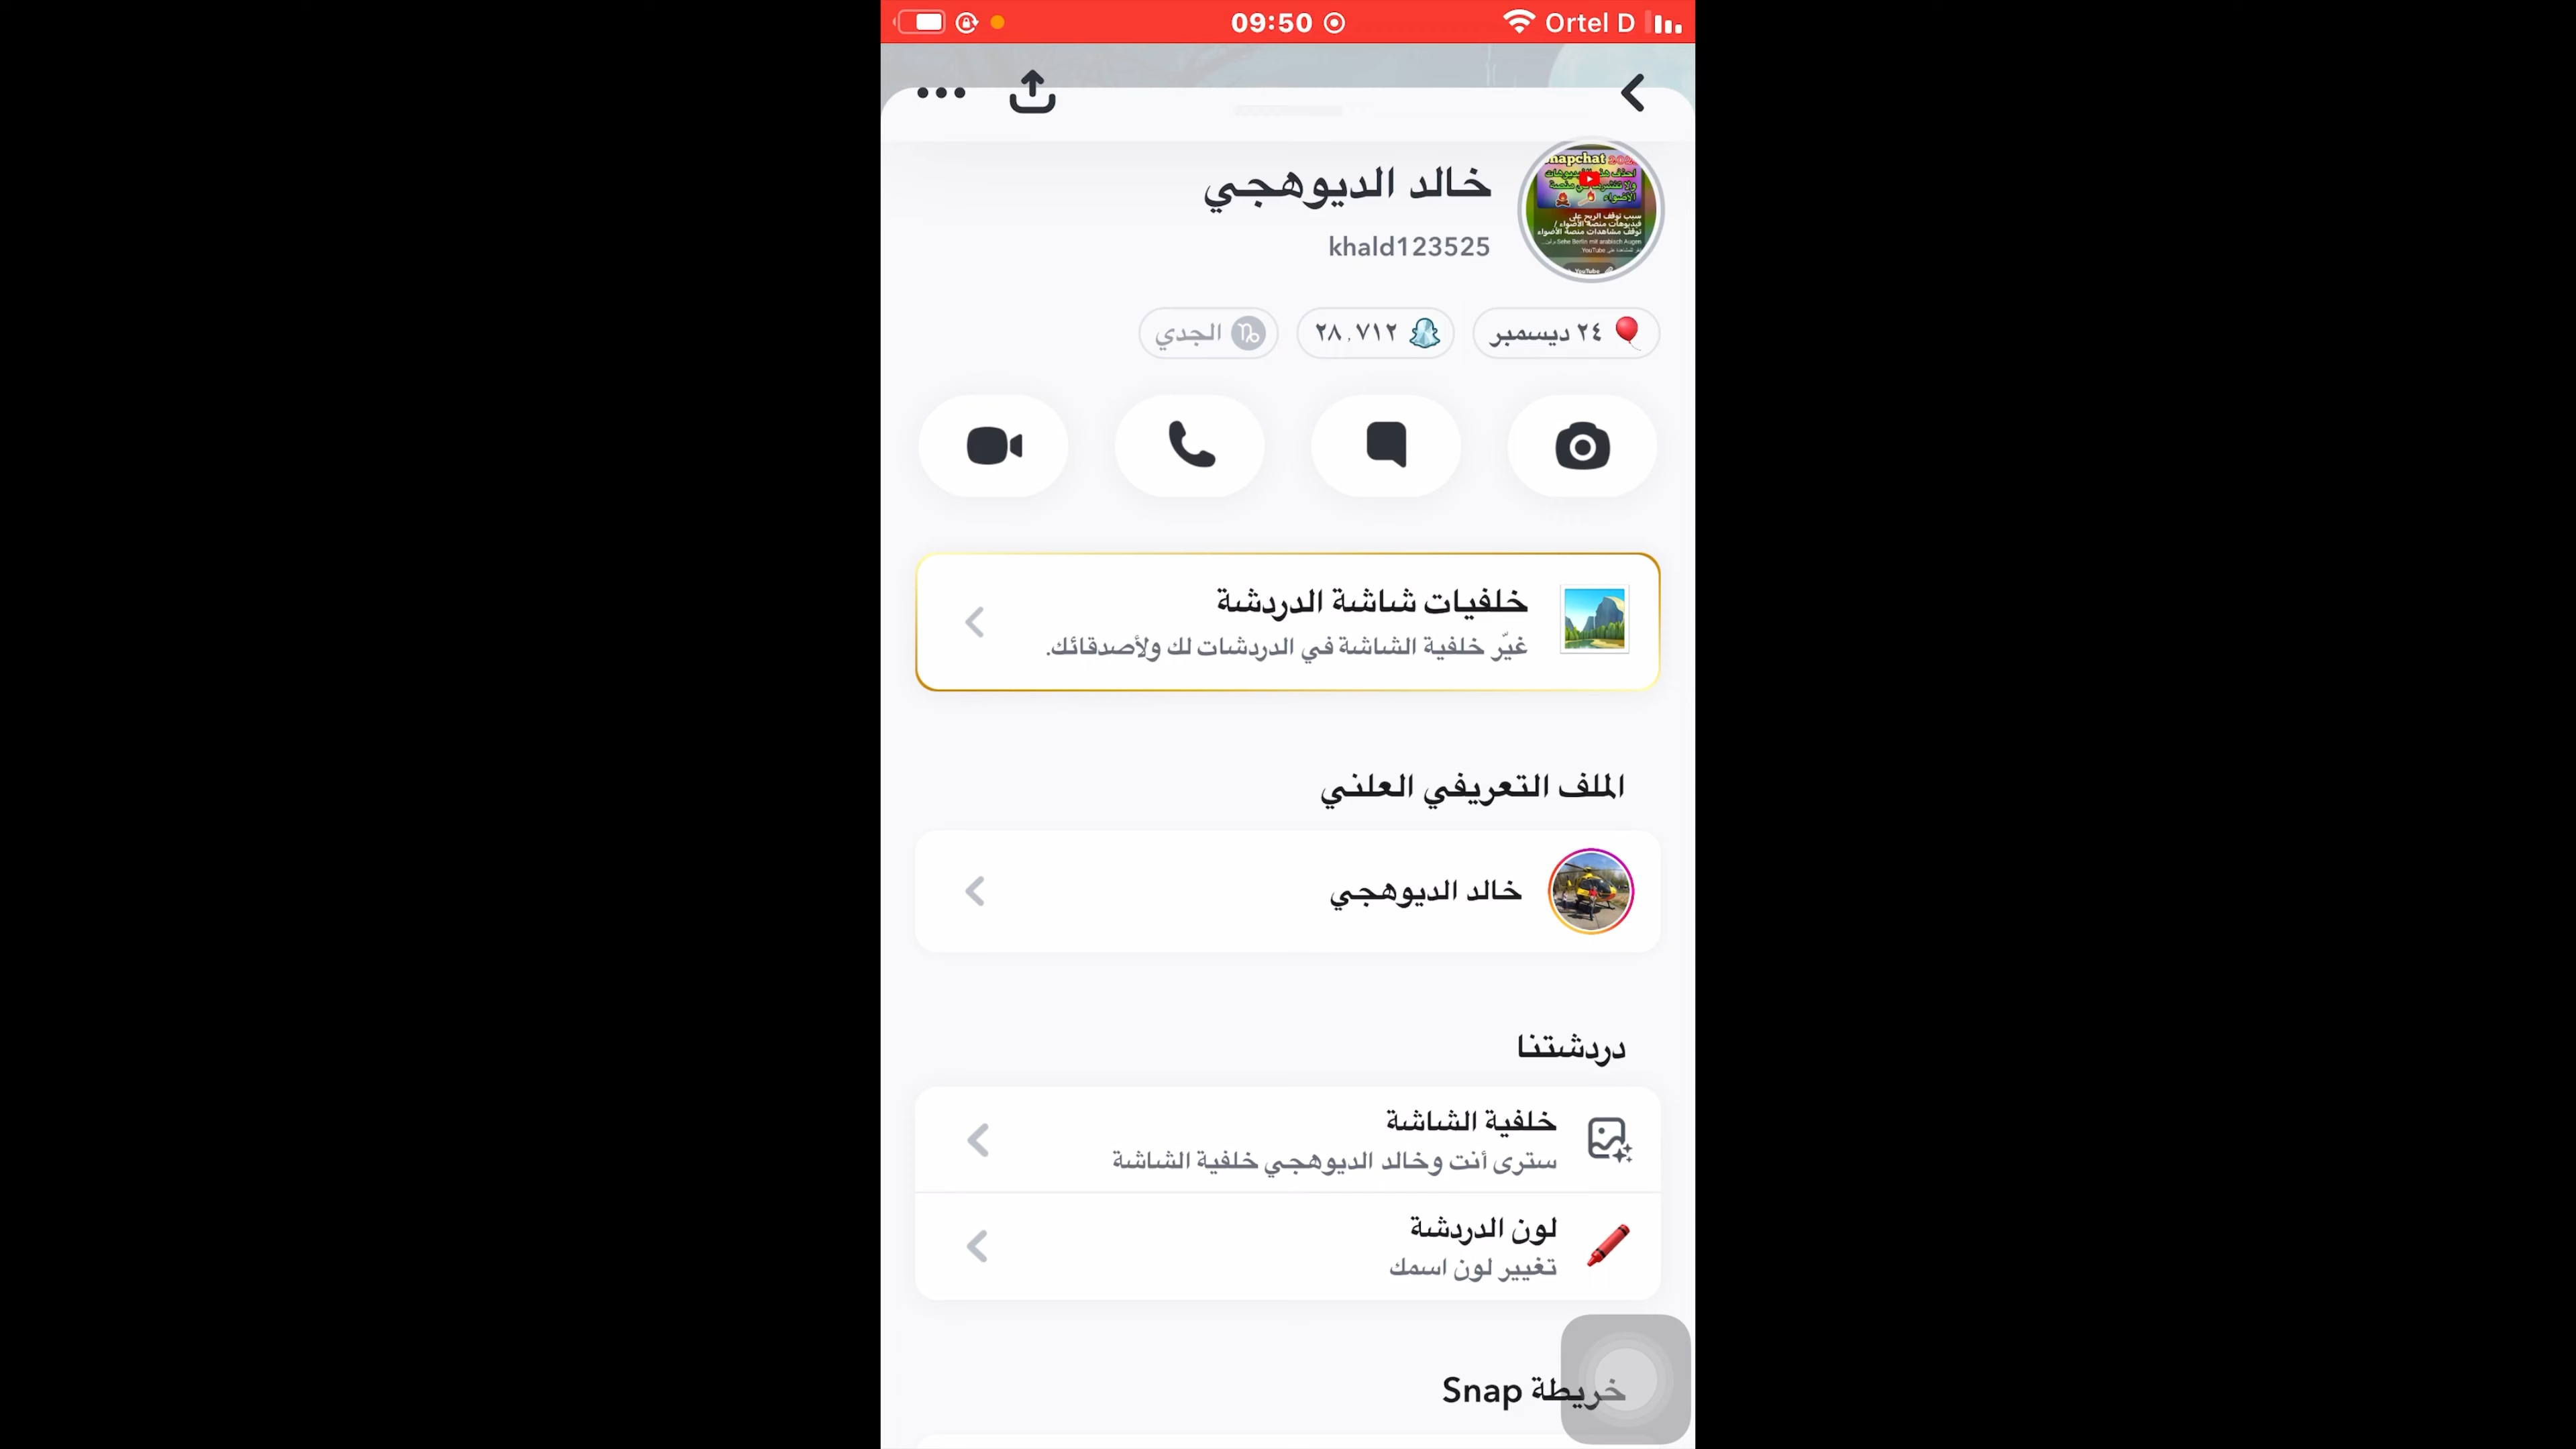 09:50
Ortel D
خالد الديوهجي
khald123525
٢٤ ديسمبر
٢٨,٧١٢
الجدي
خلفيات شاشة الدردشة
غيّر خلفية الشاشة في الدردشات لك ولأصدقائك.
الملف التعريفي العلني
خالد الديوهجي
دردشتنا
خلفية الشاشة
سترى أنت وخالد الديوهجي خلفية الشاشة
لون الدردشة
تغيير لون اسمك
خريطة Snap